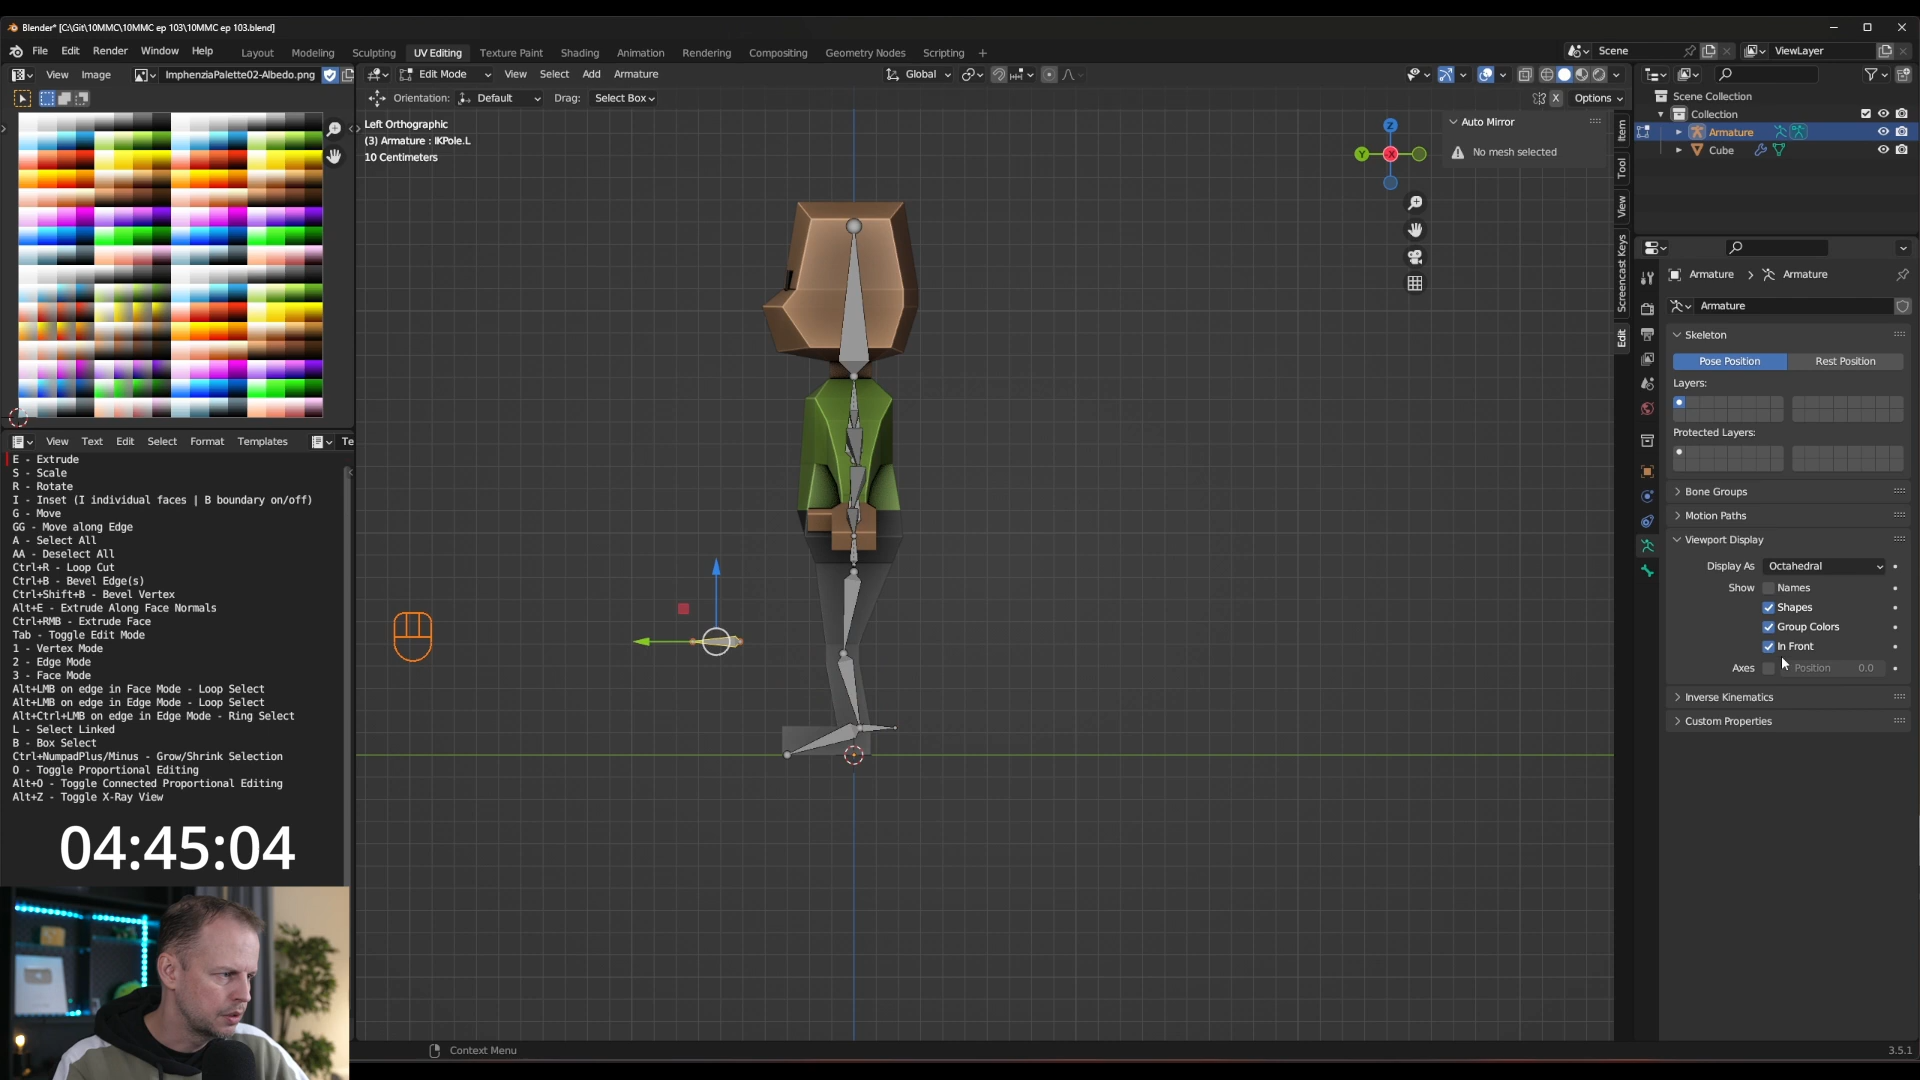 Blender* [C:\Git\10MMC\10MMC ep 103\10MMC ep 103.blend]
File Edit Render Window Help
Layout Modeling Sculpting UV Editing Texture Paint Shading Animation Rendering Compositing Geometry Nodes Scripting +
Scene
ViewLayer
View Image ImphenziaPalette02-Albedo.png
Edit Mode View Select Add Armature
Global
Orientation: Default Drag: Select Box
X Options
Left Orthographic
(3) Armature : IKPole.L
10 Centimeters
Z
Y
X
Auto Mirror
No mesh selected
Item
Tool
View
Screencast Keys
Edit
Scene Collection
Collection
Armature
Cube
Armature > Armature
Armature
Skeleton
Pose Position Rest Position
Layers:
Protected Layers:
Bone Groups
Motion Paths
Viewport Display
Display As Octahedral
Show Names
Shapes
Group Colors
In Front
Axes Position 0.0
Inverse Kinematics
Custom Properties
View Text Edit Select Format Templates Te
E - Extrude
S - Scale
R - Rotate
I - Inset (I individual faces | B boundary on/off)
G - Move
GG - Move along Edge
A - Select All
AA - Deselect All
Ctrl+R - Loop Cut
Ctrl+B - Bevel Edge(s)
Ctrl+Shift+B - Bevel Vertex
Alt+E - Extrude Along Face Normals
Ctrl+RMB - Extrude Face
Tab - Toggle Edit Mode
1 - Vertex Mode
2 - Edge Mode
3 - Face Mode
Alt+LMB on edge in Face Mode - Loop Select
Alt+LMB on edge in Edge Mode - Loop Select
Alt+Ctrl+LMB on edge in Edge Mode - Ring Select
L - Select Linked
B - Box Select
Ctrl+NumpadPlus/Minus - Grow/Shrink Selection
O - Toggle Proportional Editing
Alt+O - Toggle Connected Proportional Editing
Alt+Z - Toggle X-Ray View
04:45:04
Context Menu
3.5.1